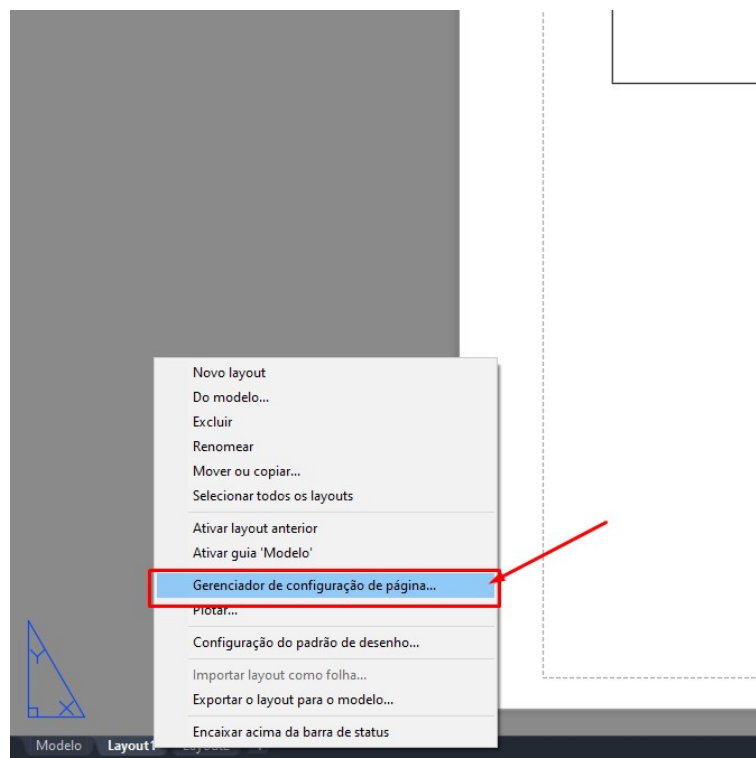 Novo layout
Do modelo...
Excluir
Renomear
Mover ou copiar...
Selecionar todos os layouts
Ativar layout anterior
Ativar guia 'Modelo'
Gerenciador de configuração de página...
Plotar...
Configuração do padrão de desenho...
Importar layout como folha...
Exportar o layout para o modelo...
Encaixar acima da barra de status
Y
X
Modelo Layout1